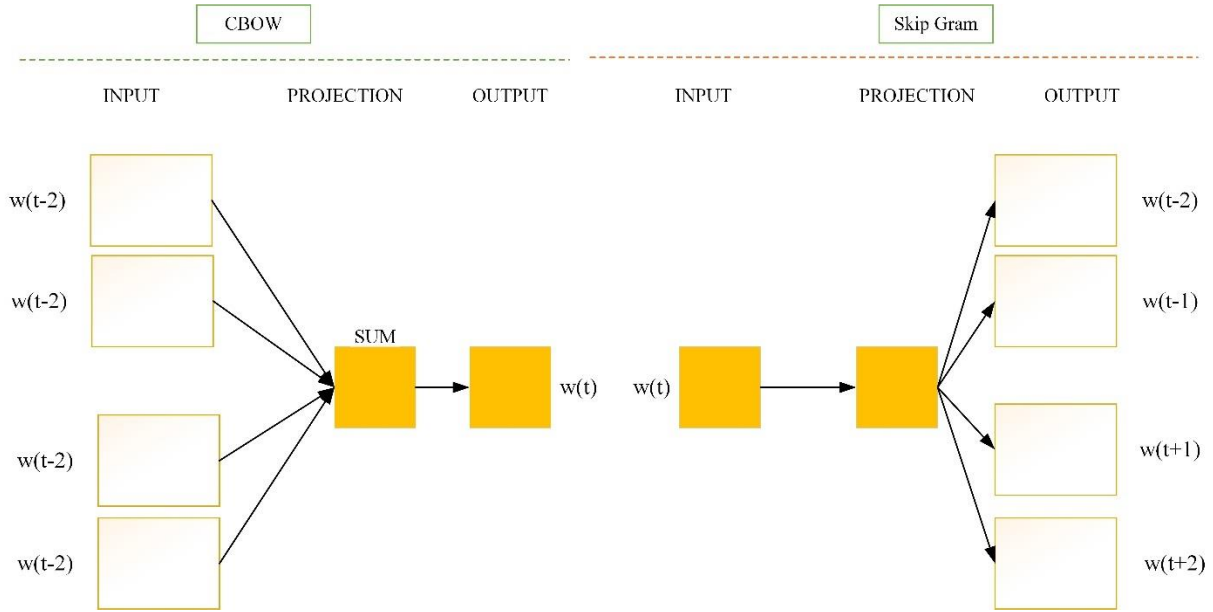 CBOW
INPUT PROJECTION OUTPUT
w(t-2)
w(t-2)
SUM
w(t)
w(t-2)
w(t-2)
Skip Gram
INPUT PROJECTION OUTPUT
w(t-2)
w(t-1)
w(t)
w(t+1)
w(t+2)